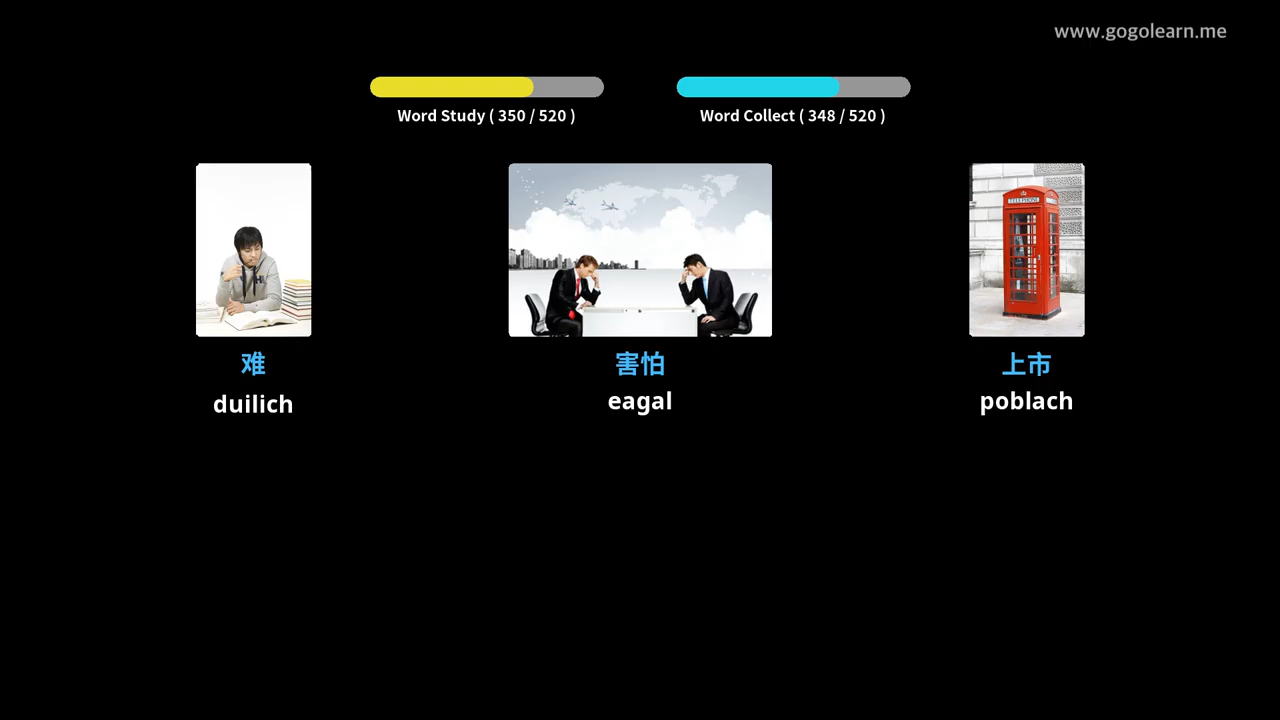 www.gogolearn.me
Word Study ( 350 / 520 )
Word Collect ( 348 / 520 )
TELEPHONE
难
害怕
上市
duilich
eagal
poblach